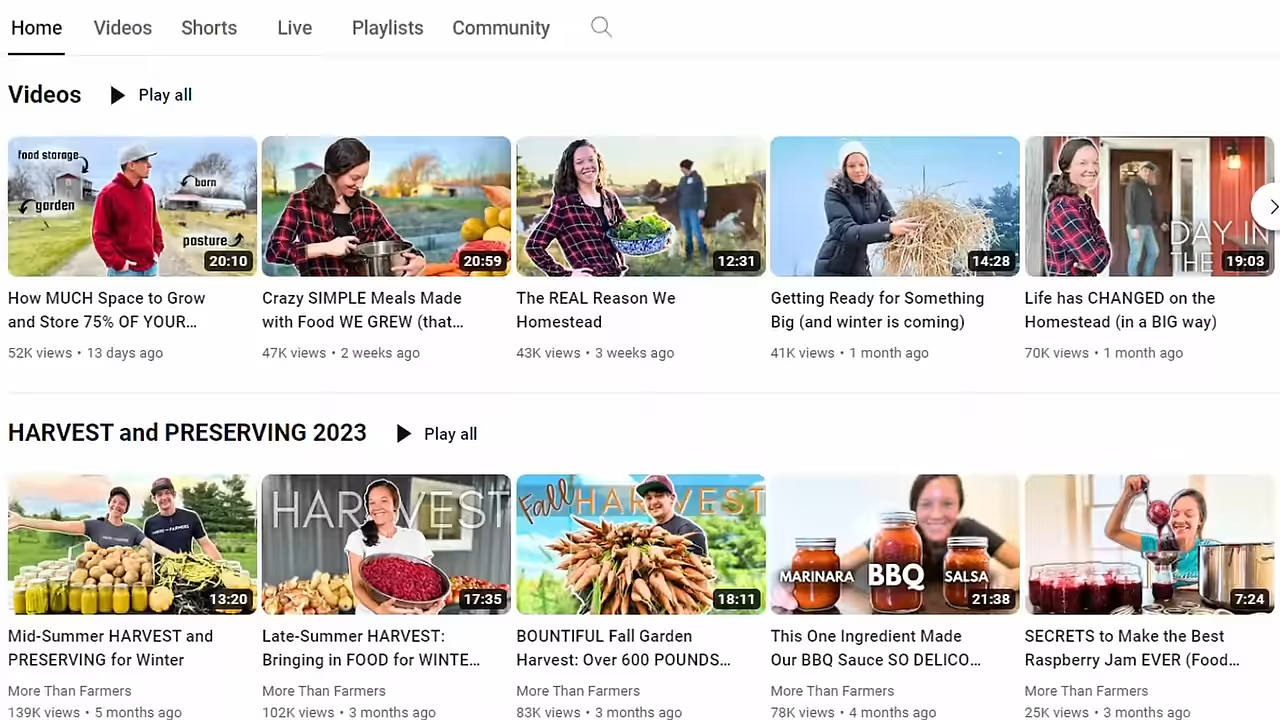 Home Videos Shorts Live Playlists Community
Videos Play all
food storage
barn
garden
pasture
20:10
20:59
12:31
14:28
DAY IN
THE
19:03
How MUCH Space to Grow
and Store 75% OF YOUR...
52K views • 13 days ago
Crazy SIMPLE Meals Made
with Food WE GREW (that...
47K views • 2 weeks ago
The REAL Reason We
Homestead
43K views • 3 weeks ago
Getting Ready for Something
Big (and winter is coming)
41K views • 1 month ago
Life has CHANGED on the
Homestead (in a BIG way)
70K views • 1 month ago
HARVEST and PRESERVING 2023 Play all
13:20
HARVEST
17:35
Fall HARVEST
18:11
MARINARA BBQ SALSA
21:38
7:24
Mid-Summer HARVEST and
PRESERVING for Winter
More Than Farmers
139K views • 5 months ago
Late-Summer HARVEST:
Bringing in FOOD for WINTE...
More Than Farmers
102K views • 3 months ago
BOUNTIFUL Fall Garden
Harvest: Over 600 POUNDS...
More Than Farmers
83K views • 3 months ago
This One Ingredient Made
Our BBQ Sauce SO DELICO...
More Than Farmers
78K views • 4 months ago
SECRETS to Make the Best
Raspberry Jam EVER (Food...
More Than Farmers
25K views • 3 months ago